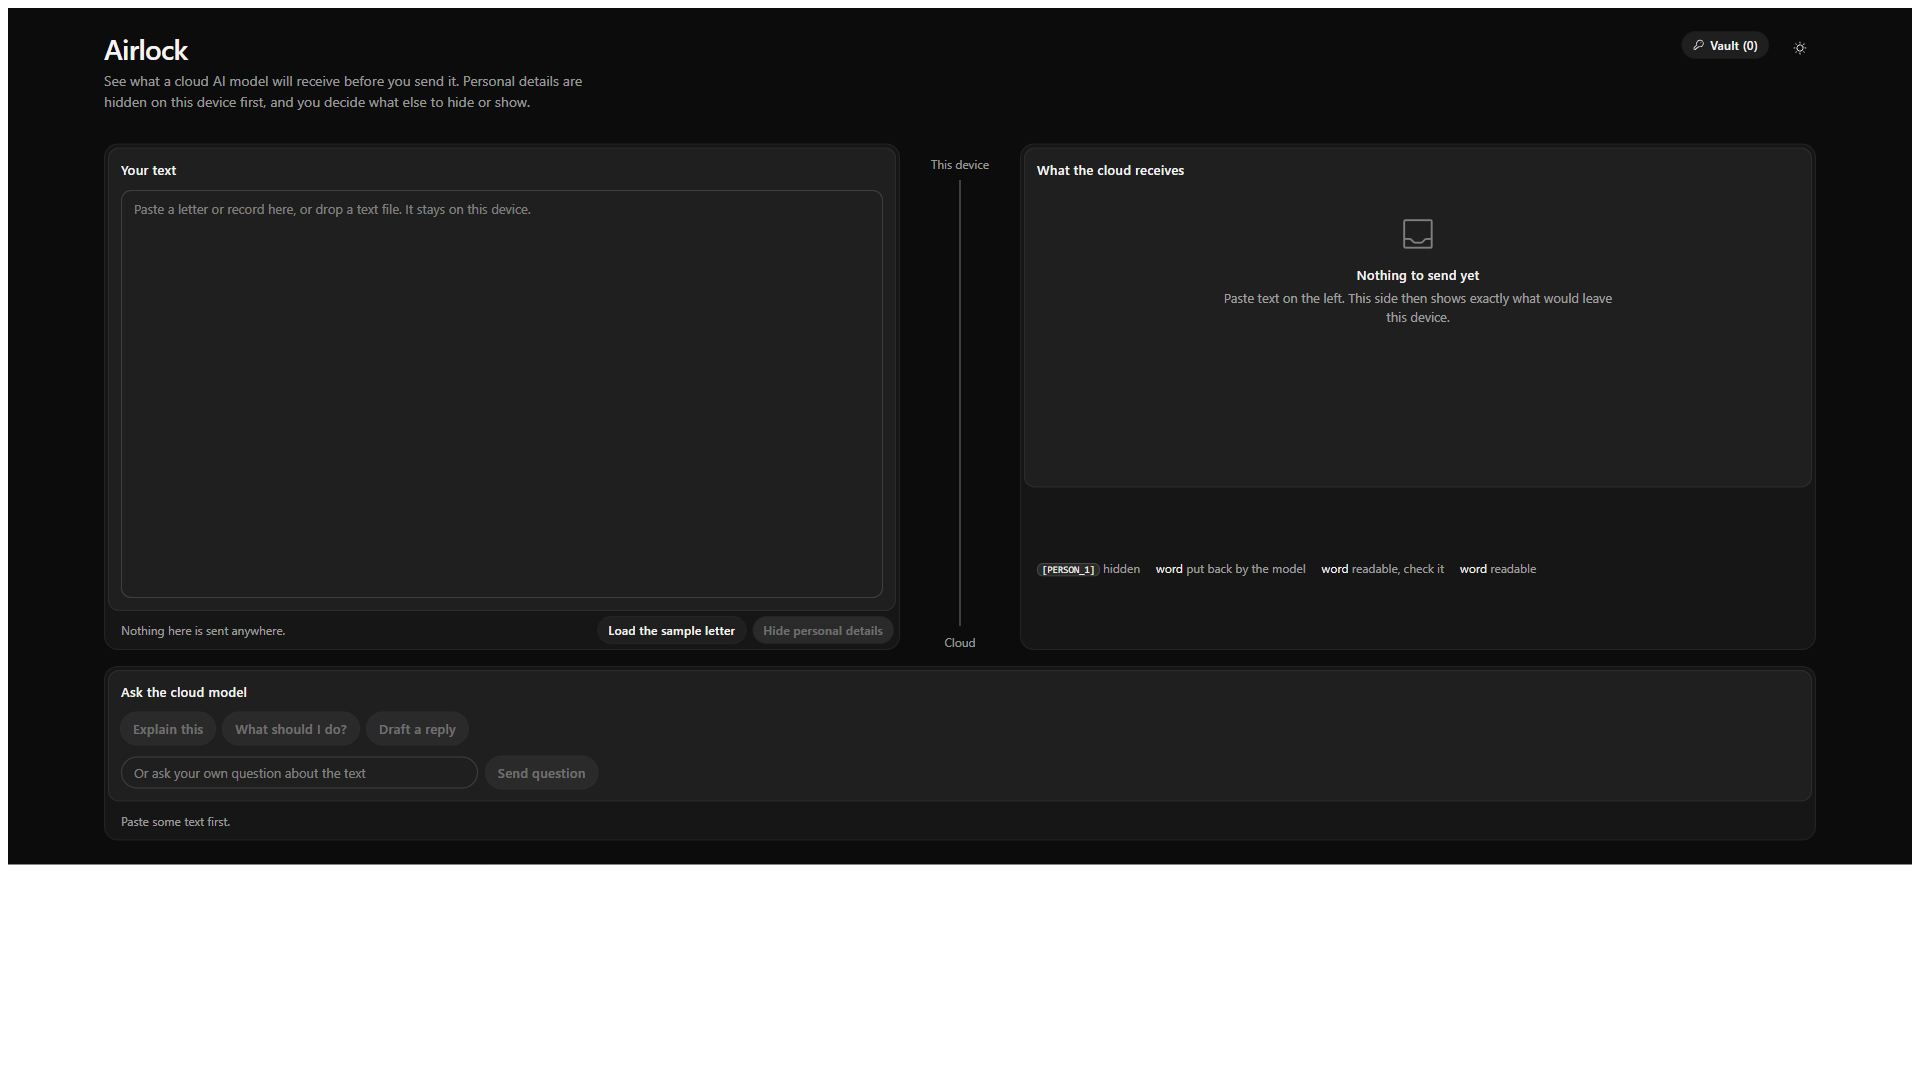 Airlock
Vault (0)
See what a cloud AI model will receive before you send it. Personal details are
hidden on this device first, and you decide what else to hide or show.
Your text
Paste a letter or record here, or drop a text file. It stays on this device.
Nothing here is sent anywhere.
Load the sample letter
Hide personal details
This device
Cloud
What the cloud receives
Nothing to send yet
Paste text on the left. This side then shows exactly what would leave
this device.
[PERSON_1] hidden word put back by the model word readable, check it word readable
Ask the cloud model
Explain this
What should I do?
Draft a reply
Or ask your own question about the text
Send question
Paste some text first.